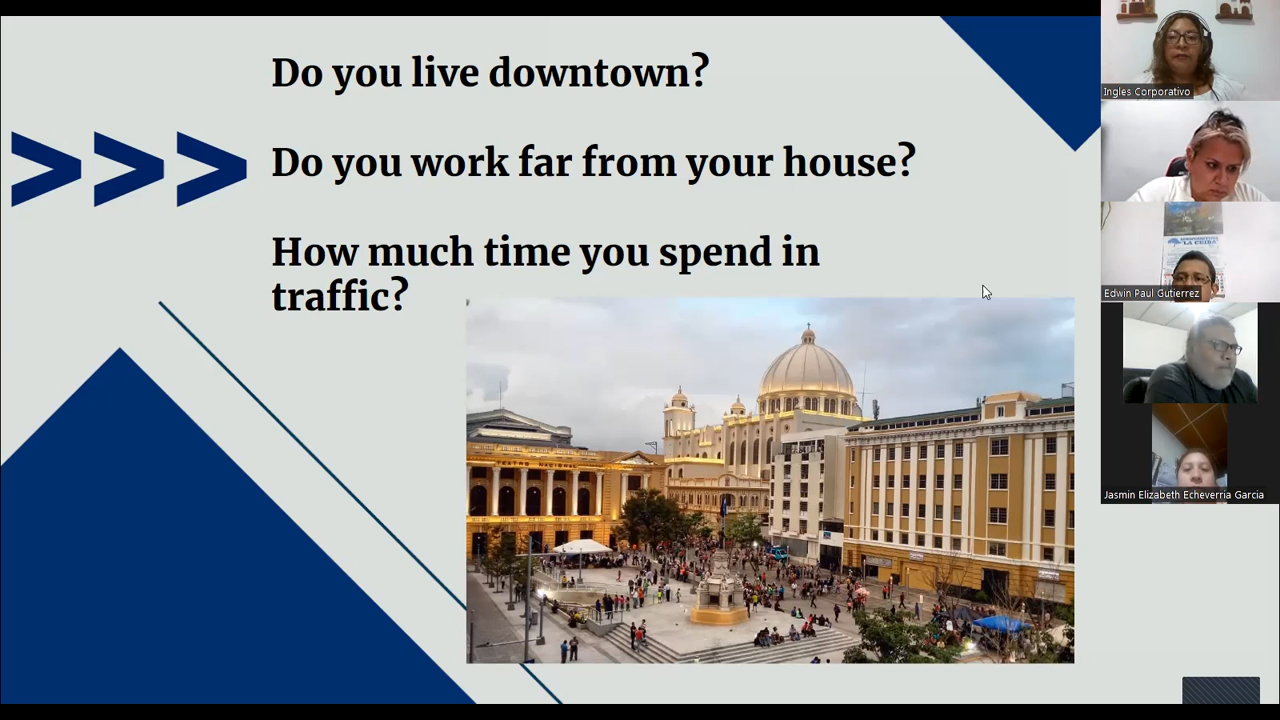 Do you live downtown?
>>> Do you work far from your house?
How much time you spend in
traffic?
TEATRO NACIONAL
Ingles Corporativo
LA CEIBA
Edwin Paul Gutierrez
Jasmin Elizabeth Echeverria Garcia